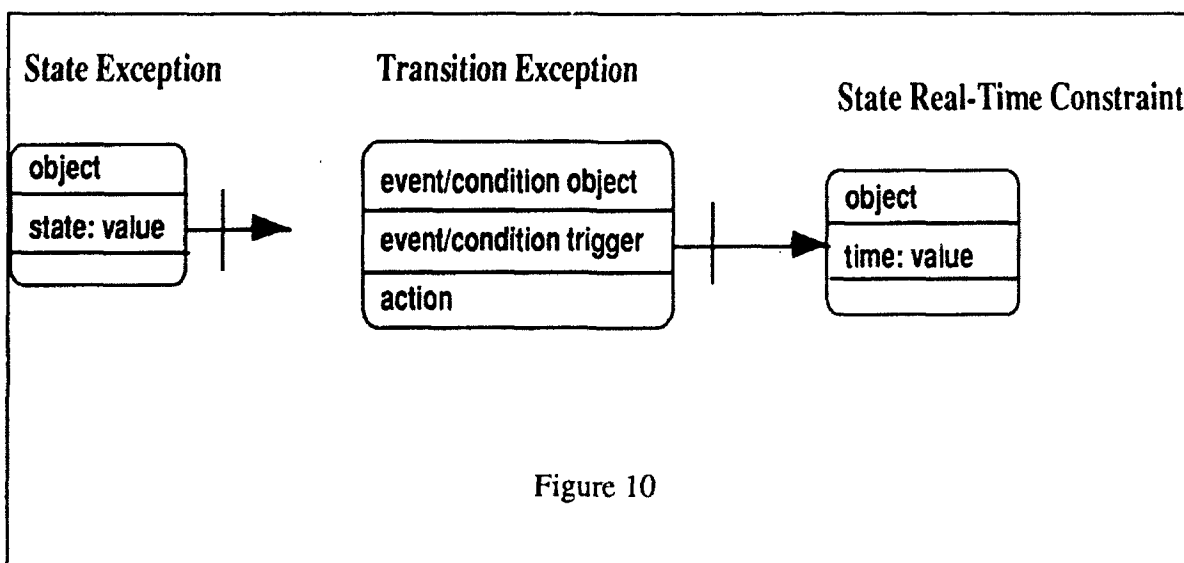 State Exception
object
state: value
Transition Exception
event/condition object
event/condition trigger
action
State Real-Time Constraint
object
time: value
Figure 10